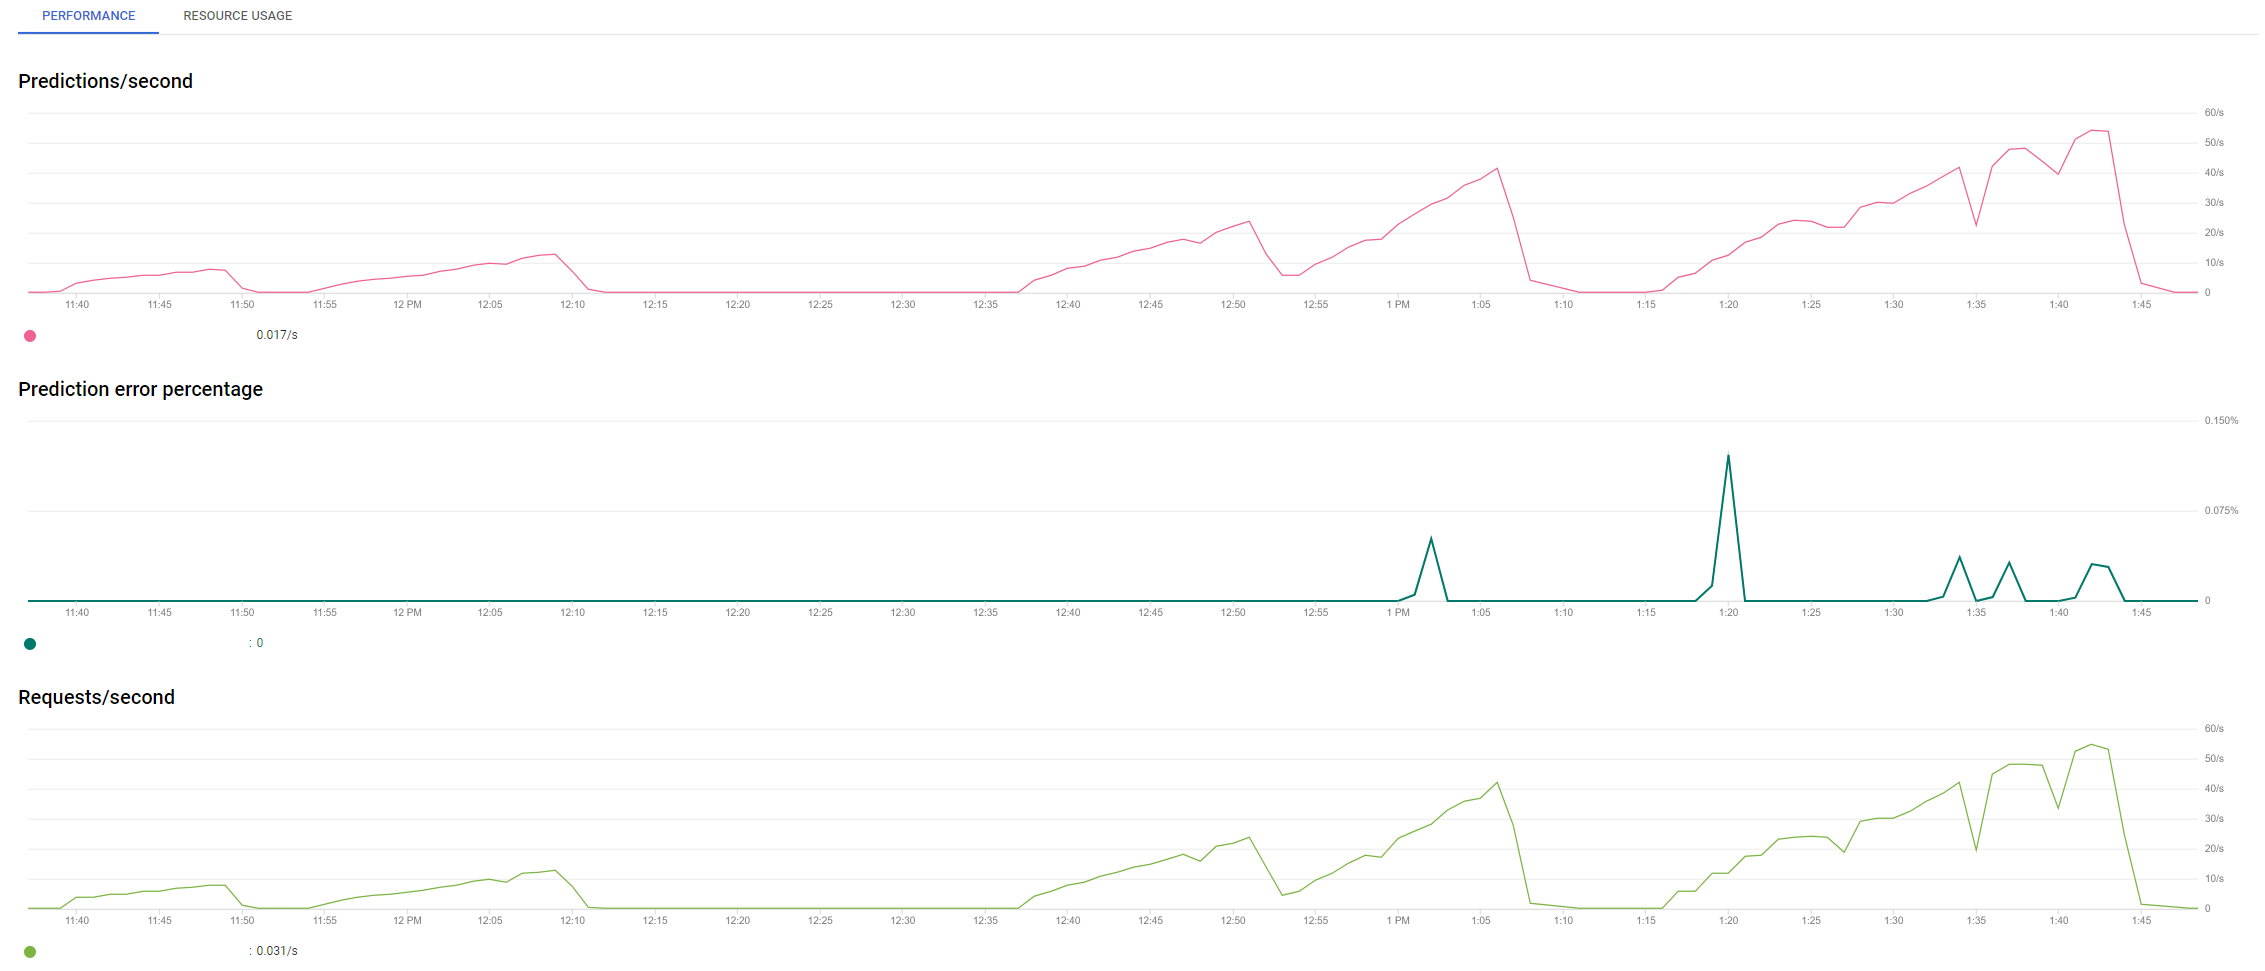 PERFORMANCE RESOURCE USAGE
Predictions/second
60/s
50/s
40/s
30/s
20/s
10/s
0
11:40 11:45 11:50 11:55 12 PM 12:05 12:10 12:15 12:20 12:25 12:30 12:35 12:40 12:45 12:50 12:55 1 PM 1:05 1:10 1:15 1:20 1:25 1:30 1:35 1:40 1:45
0.017/s
Prediction error percentage
0.150%
0.075%
0
11:40 11:45 11:50 11:55 12 PM 12:05 12:10 12:15 12:20 12:25 12:30 12:35 12:40 12:45 12:50 12:55 1 PM 1:05 1:10 1:15 1:20 1:25 1:30 1:35 1:40 1:45
: 0
Requests/second
60/s
50/s
40/s
30/s
20/s
10/s
0
11:40 11:45 11:50 11:55 12 PM 12:05 12:10 12:15 12:20 12:25 12:30 12:35 12:40 12:45 12:50 12:55 1 PM 1:05 1:10 1:15 1:20 1:25 1:30 1:35 1:40 1:45
: 0.031/s